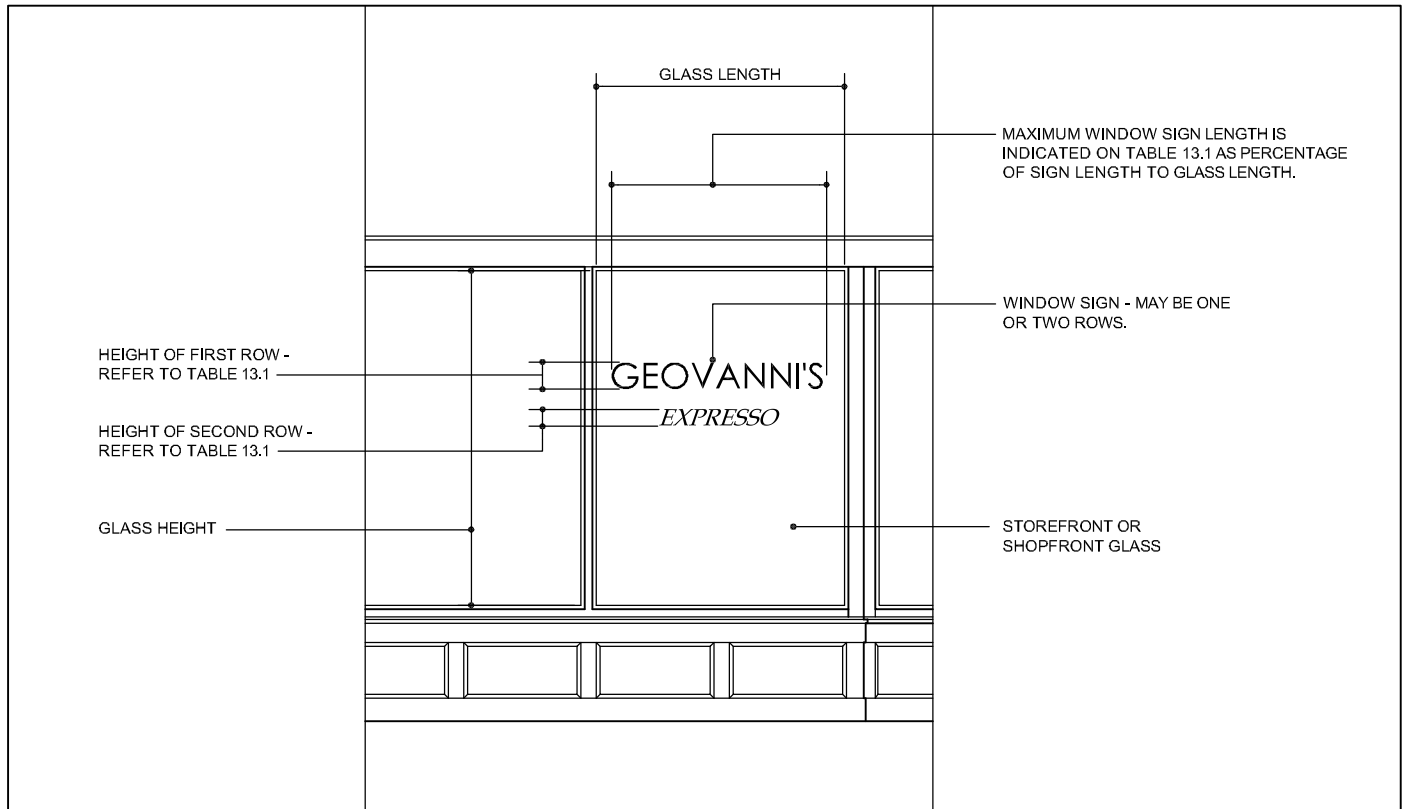 GLASS LENGTH
MAXIMUM WINDOW SIGN LENGTH IS
INDICATED ON TABLE 13.1 AS PERCENTAGE
OF SIGN LENGTH TO GLASS LENGTH.
WINDOW SIGN - MAY BE ONE
OR TWO ROWS.
HEIGHT OF FIRST ROW -
REFER TO TABLE 13.1
GEOVANNI'S
EXPRESSO
HEIGHT OF SECOND ROW -
REFER TO TABLE 13.1
GLASS HEIGHT
STOREFRONT OR
SHOPFRONT GLASS